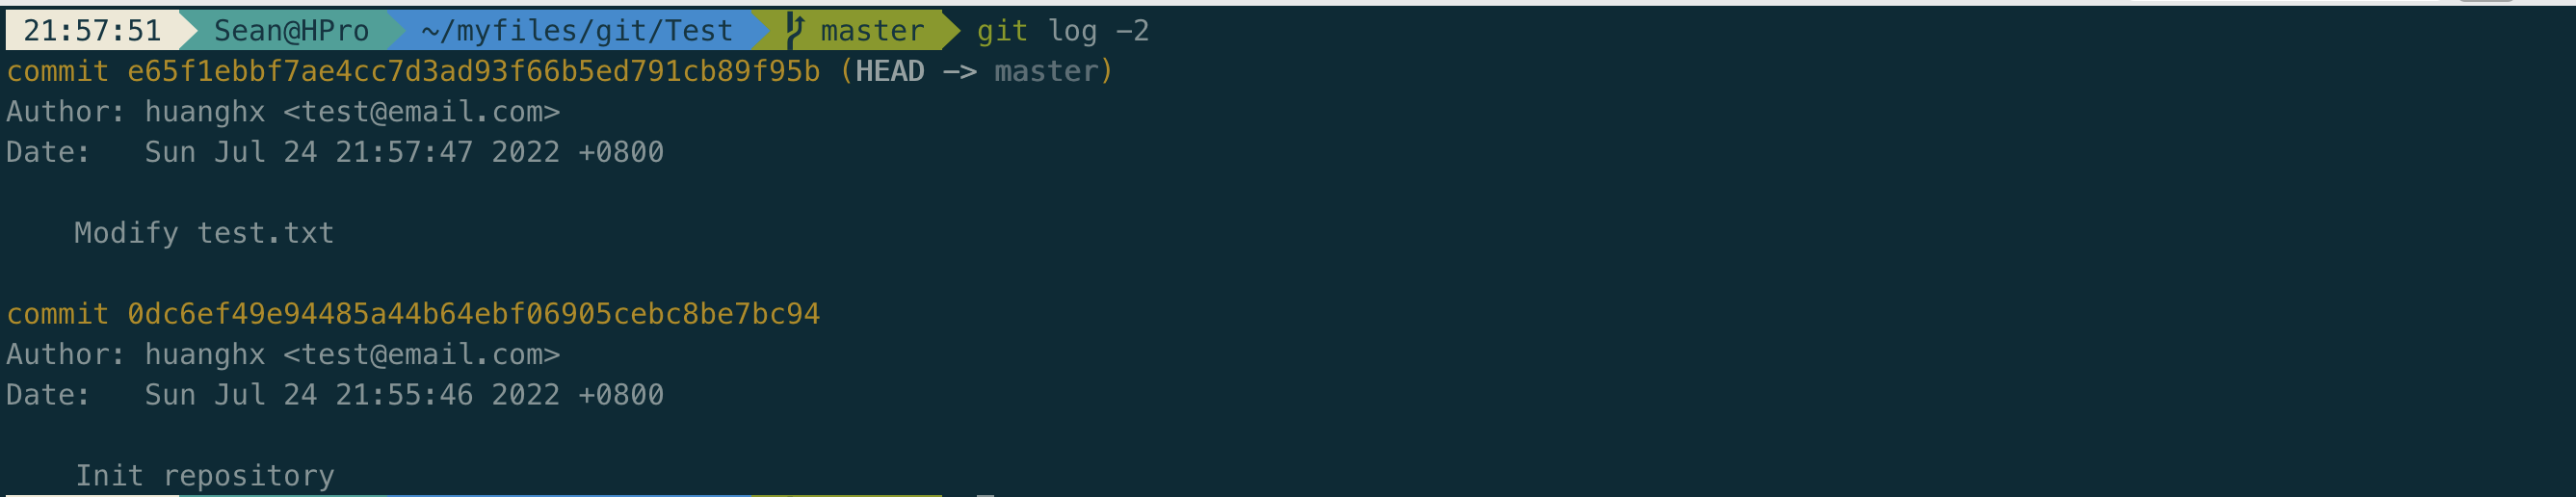 21:57:51 Sean@HPro ~/myfiles/git/Test master git log -2
commit e65f1ebbf7ae4cc7d3ad93f66b5ed791cb89f95b (HEAD -> master)
Author: huanghx <test@email.com>
Date:   Sun Jul 24 21:57:47 2022 +0800
Modify test.txt
commit 0dc6ef49e94485a44b64ebf06905cebc8be7bc94
Author: huanghx <test@email.com>
Date:   Sun Jul 24 21:55:46 2022 +0800
Init repository